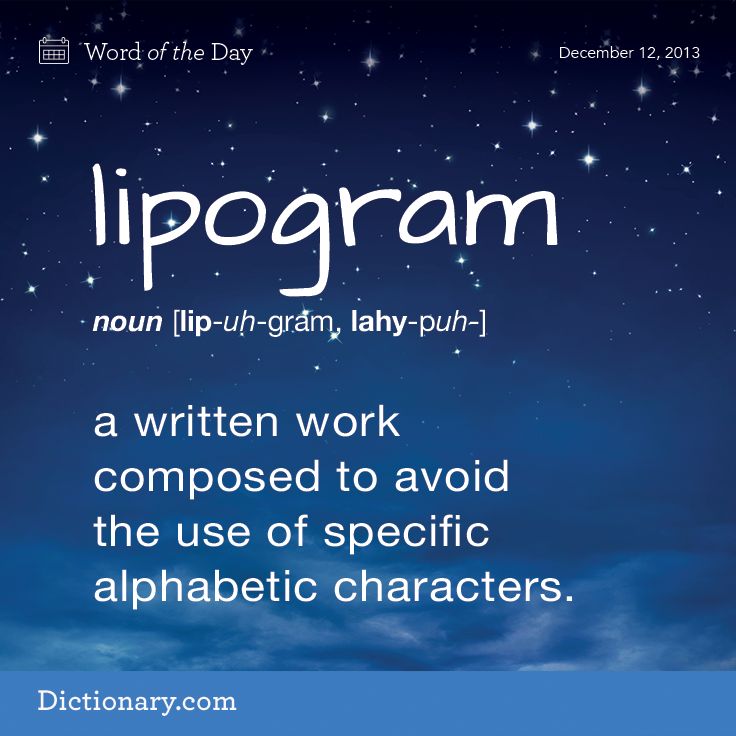 Word of the Day
December 12, 2013
lipogram
noun [lip-uh-gram, lahy-puh-]
a written work
composed to avoid
the use of specific
alphabetic characters.
Dictionary.com